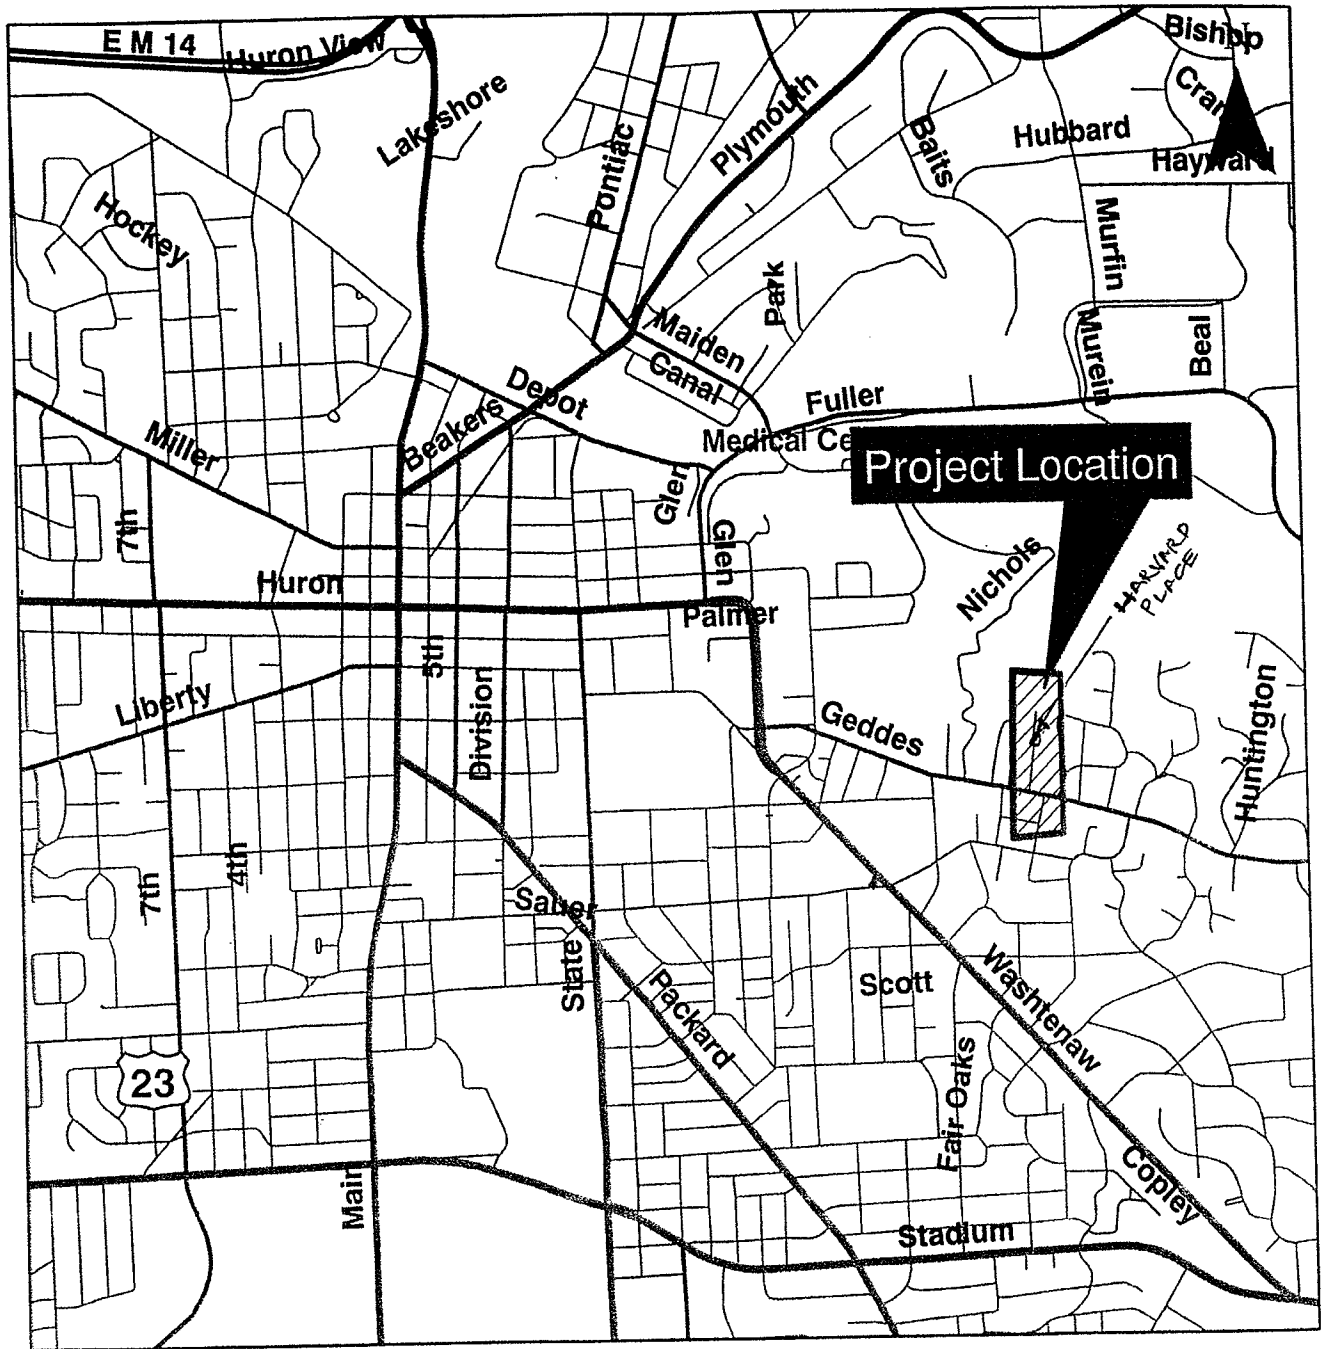 E M 14
Huron View
Bishop
N
Lakeshore
Plymouth
Pontiac
Baits
Hubbard
Hayward
Hockey
Murfin
Park
Maiden
Canal
Murein
Beal
Depot
Beakers
Fuller
Miller
Medical Ce
Project Location
Glen
7th
Glen
Nichols
HARVARD
PLACE
Huron
Palmer
5th
Liberty
Division
Geddes
Huntington
4th
7th
Sauer
State
Scott
Washtenaw
Packard
23
Fair Oaks
Main
Copley
Stadium